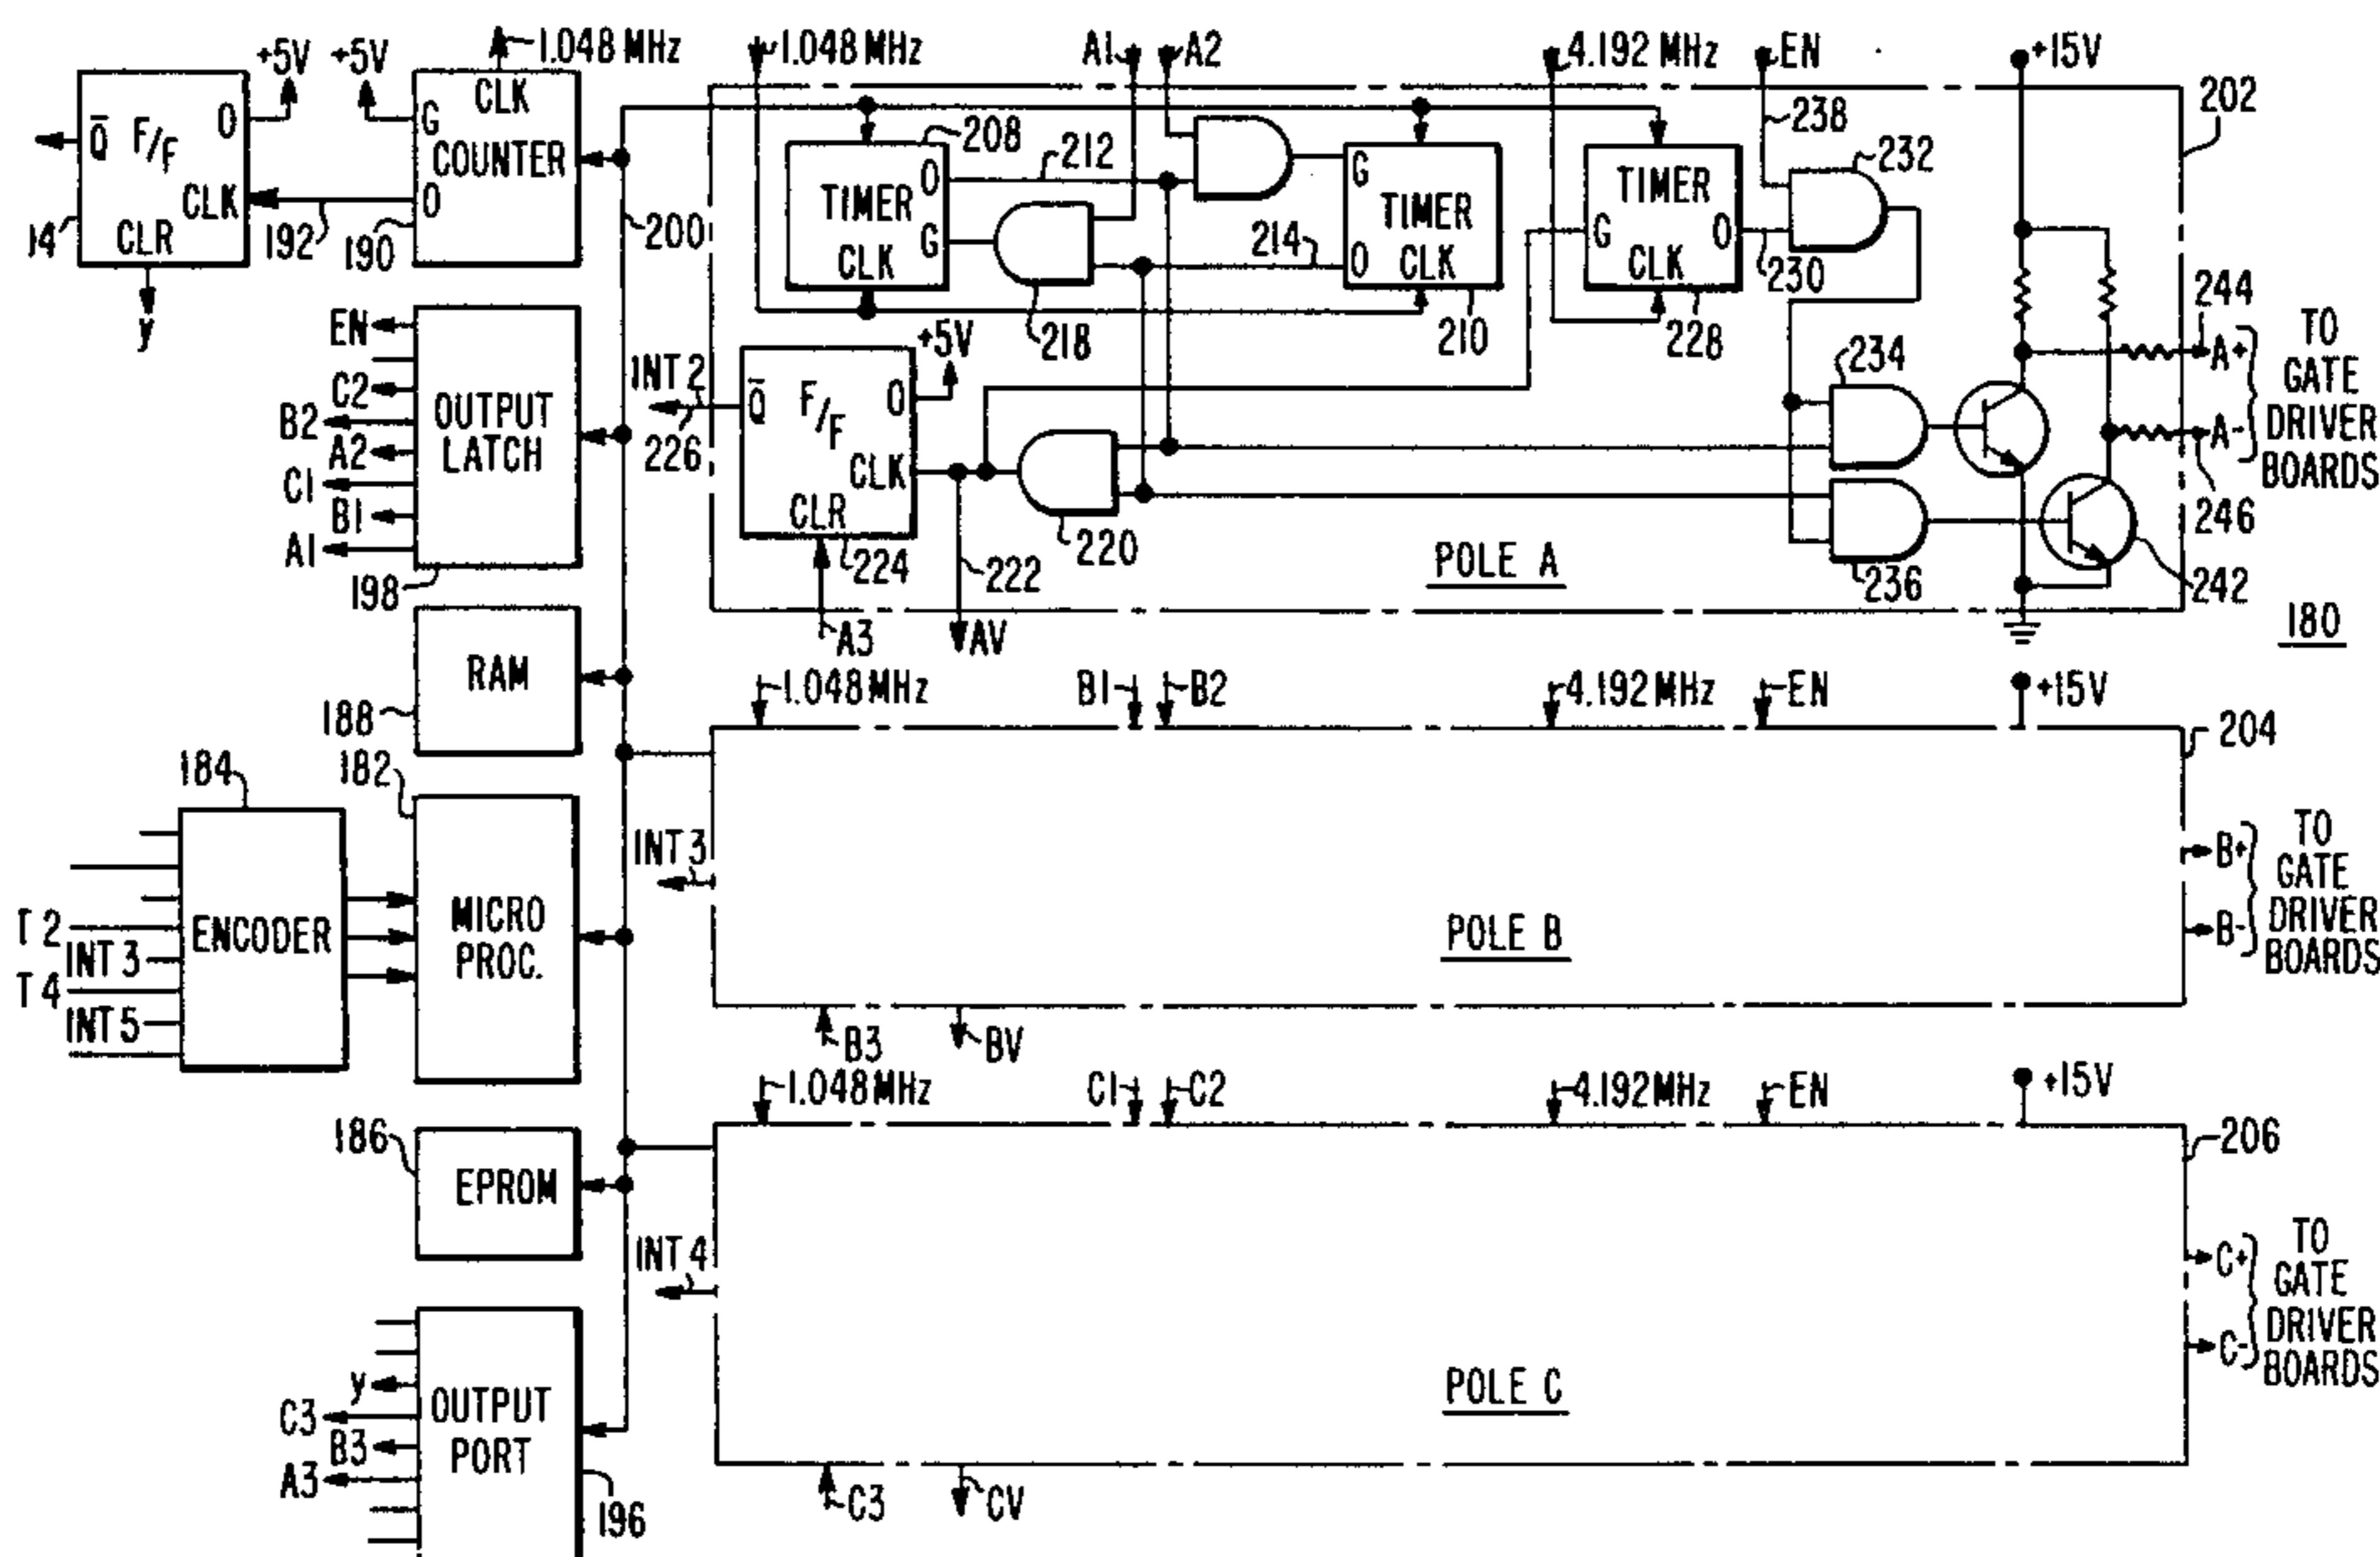 +5V
+5V
1.048 MHz
Q̄ F/F O
CLK
CLR
14
y
192
G CLK
COUNTER
O
190
200
1.048 MHz
A1
A2
4.192 MHz
EN
+15V
202
208
212
TIMER O
G
CLK
218
214
G
TIMER
O CLK
210
TIMER
G O
CLK
228
230
238
232
244
A+
A-
TO
GATE
DRIVER
BOARDS
246
234
236
242
INT 2
226
Q̄ F/F O
CLK
CLR
+5V
224
220
222
A3
AV
POLE A
180
EN
C2
B2
A2
C1
B1
A1
OUTPUT
LATCH
198
RAM
188
184
182
ENCODER
T 2
INT 3
T 4
INT 5
MICRO
PROC.
186
EPROM
y
C3
B3
A3
OUTPUT
PORT
196
1.048 MHz
B1
B2
4.192 MHz
EN
+15V
204
INT 3
POLE B
B+
B-
TO
GATE
DRIVER
BOARDS
B3
BV
1.048 MHz
C1
C2
4.192 MHz
EN
+15V
206
INT 4
POLE C
C+
C-
TO
GATE
DRIVER
BOARDS
C3
CV